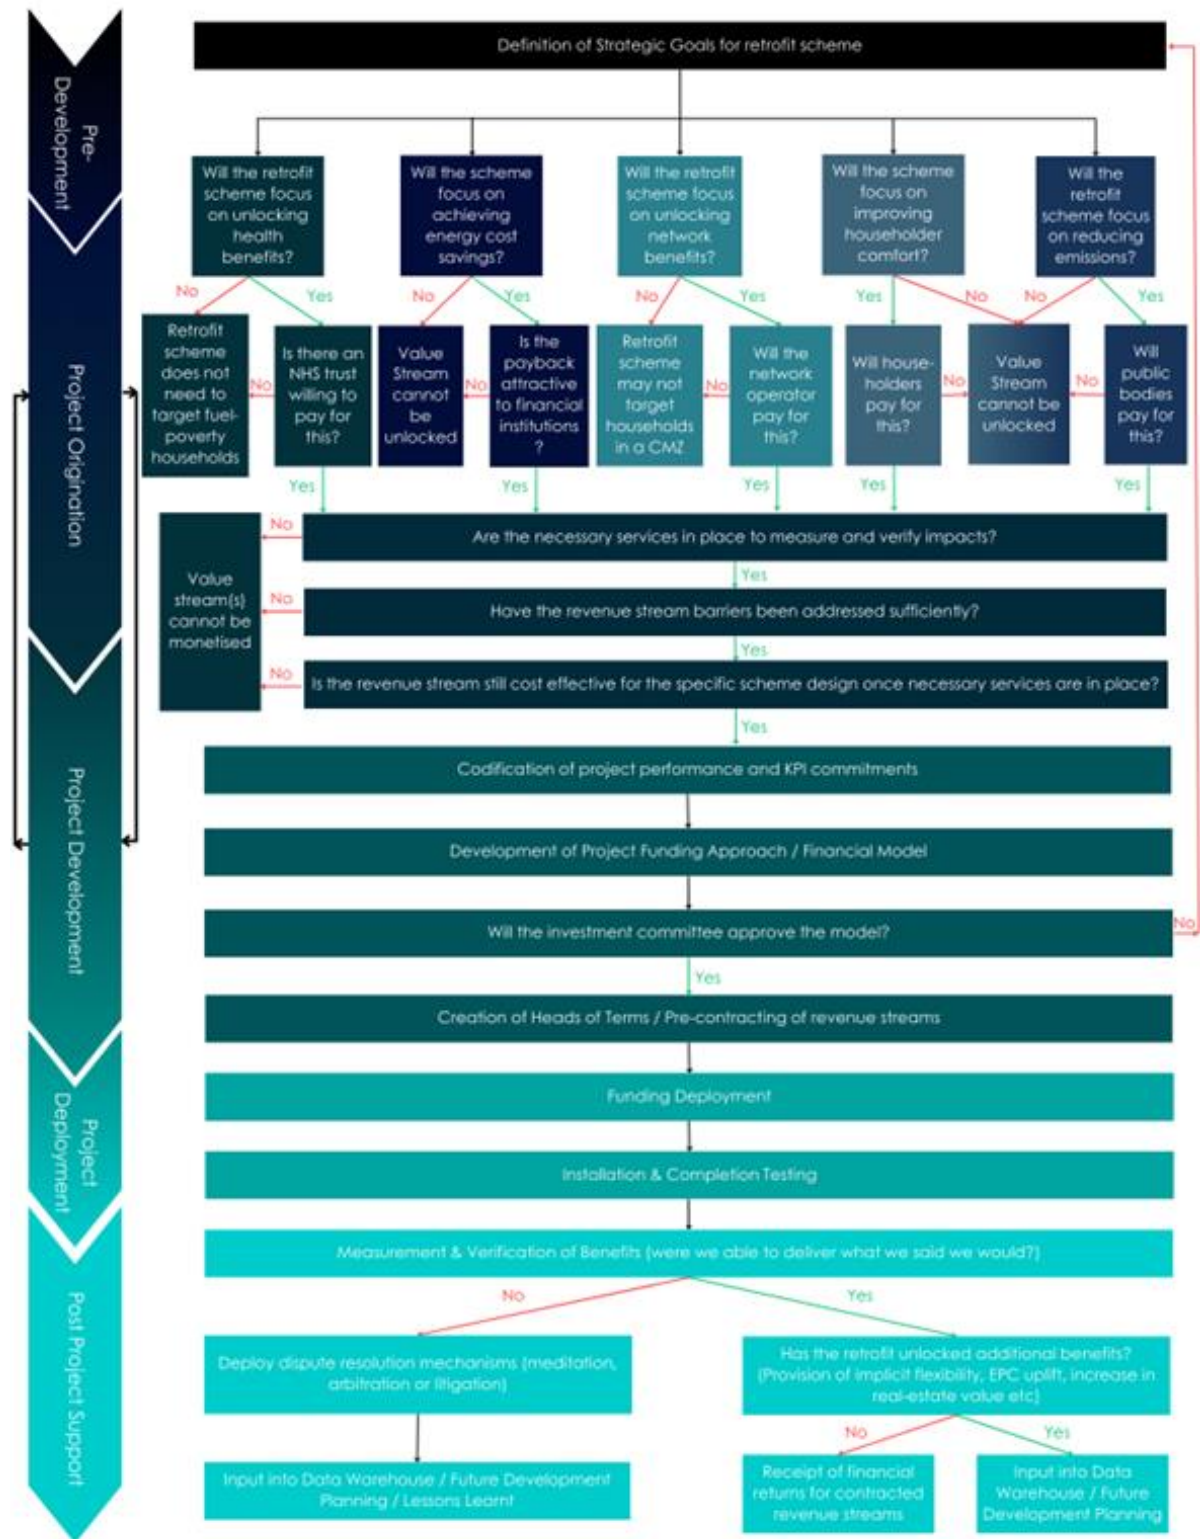 Definition of Strategic Goals for retrofit scheme
Pre-
Development
Will the retrofit
scheme focus
on unlocking
health
benefits?
Will the scheme
focus on
achieving
energy cost
savings?
Will the retrofit
scheme focus
on unlocking
network
benefits?
Will the scheme
focus on
improving
householder
comfort?
Will the
retrofit
scheme focus
on reducing
emissions?
No
Yes
No
Yes
No
Yes
Yes
No
No
Yes
Project Origination
Retrofit
scheme
does not
need to
target fuel-
poverty
households
No
Is there an
NHS trust
willing to
pay for
this?
Value
Stream
cannot
be
unlocked
No
Is the
payback
attractive
to financial
institutions
?
Retrofit
scheme
may not
target
households
in a CMZ
No
Will the
network
operator
pay for
this?
Will house-
holders
pay for
this?
No
Value
Stream
cannot be
unlocked
No
Will
public
bodies
pay for
this?
Yes
Yes
Yes
Yes
Yes
Value
stream(s)
cannot be
monetised
No
Are the necessary services in place to measure and verify impacts?
Yes
No
Have the revenue stream barriers been addressed sufficiently?
Yes
No
Is the revenue stream still cost effective for the specific scheme design once necessary services are in place?
Yes
Project Development
Codification of project performance and KPI commitments
Development of Project Funding Approach / Financial Model
Will the investment committee approve the model?
No
Yes
Creation of Heads of Terms / Pre-contracting of revenue streams
Project
Deployment
Funding Deployment
Installation & Completion Testing
Post Project Support
Measurement & Verification of Benefits (were we able to deliver what we said we would?)
No
Yes
Deploy dispute resolution mechanisms (meditation,
arbitration or litigation)
Has the retrofit unlocked additional benefits?
(Provision of implicit flexibility, EPC uplift, increase in
real-estate value etc)
No
Yes
Input into Data Warehouse / Future Development
Planning / Lessons Learnt
Receipt of financial
returns for contracted
revenue streams
Input into Data
Warehouse / Future
Development Planning